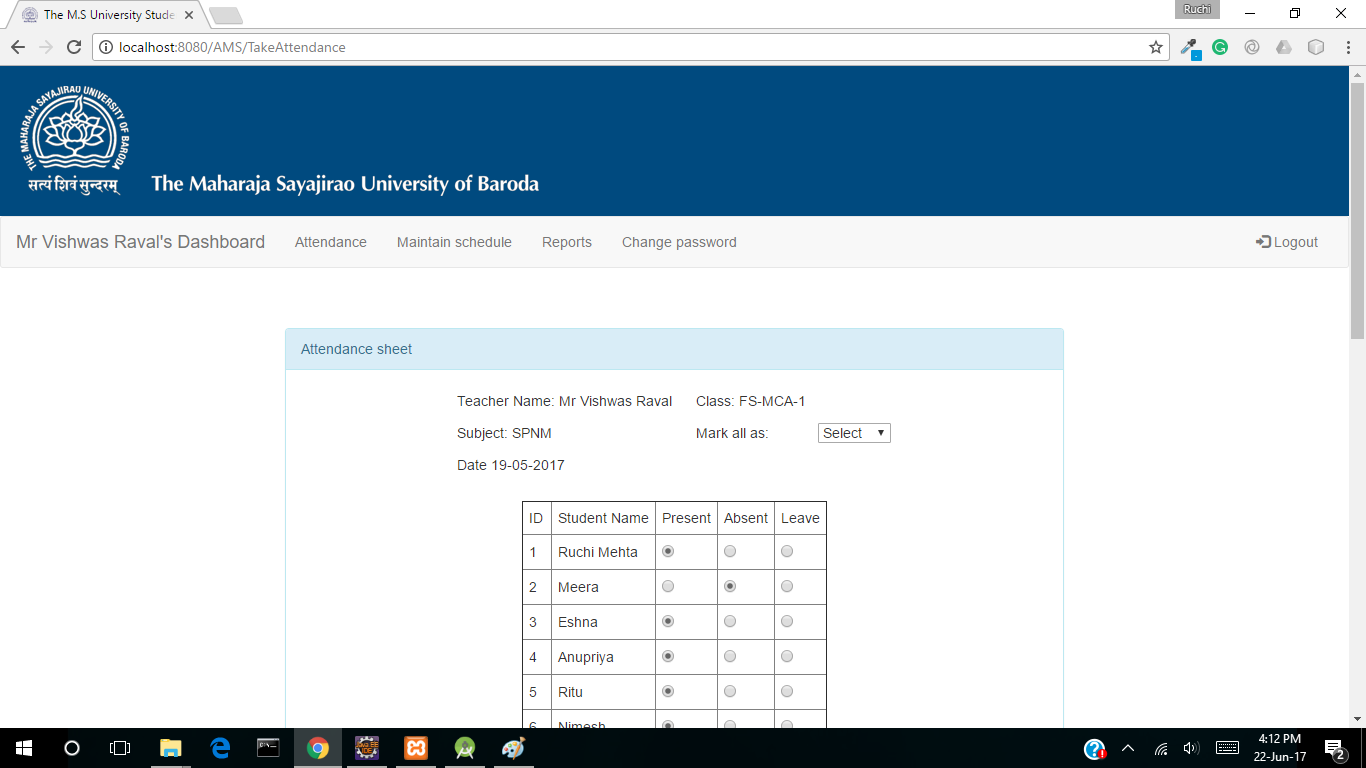 The M.S University Stude
Ruchi
localhost:8080/AMS/TakeAttendance
THE MAHARAJA SAYAJIRAO UNIVERSITY OF BARODA
सत्यं शिवं सुन्दरम्
The Maharaja Sayajirao University of Baroda
Mr Vishwas Raval's Dashboard Attendance Maintain schedule Reports Change password Logout
Attendance sheet
Teacher Name: Mr Vishwas Raval Class: FS-MCA-1
Subject: SPNM Mark all as: Select
Date 19-05-2017
ID Student Name Present Absent Leave
1 Ruchi Mehta
2 Meera
3 Eshna
4 Anupriya
5 Ritu
6 Nimesh
4:12 PM
22-Jun-17
2